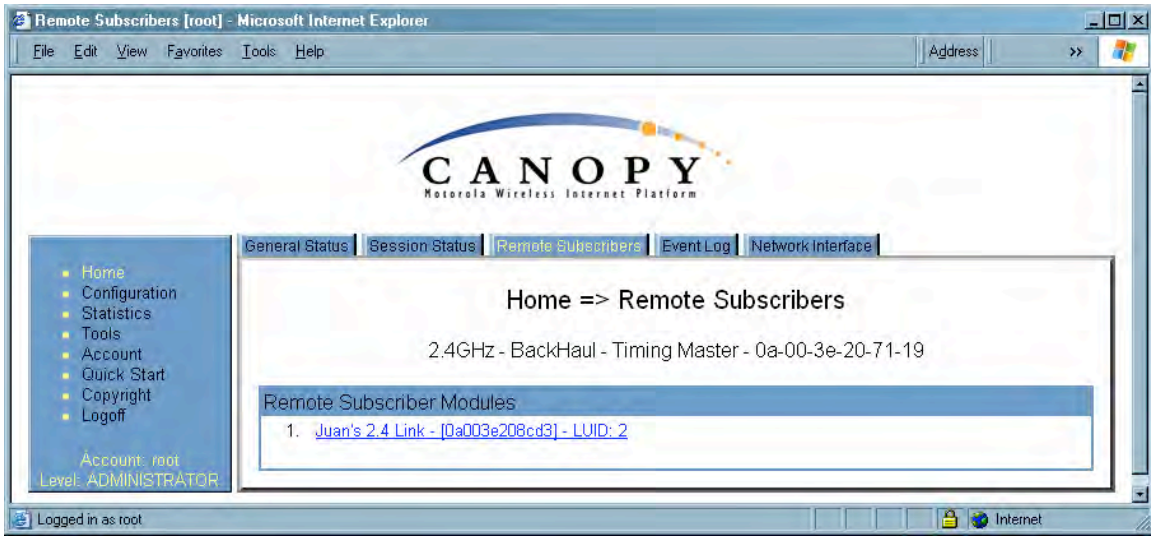 Remote Subscribers [root] - Microsoft Internet Explorer
File Edit View Favorites Tools Help Address »
CANOPY
Motorola Wireless Internet Platform
General Status Session Status Remote Subscribers Event Log Network Interface
Home
Configuration
Statistics
Tools
Account
Quick Start
Copyright
Logoff
Account: root
Level: ADMINISTRATOR
Home => Remote Subscribers
2.4GHz - BackHaul - Timing Master - 0a-00-3e-20-71-19
Remote Subscriber Modules
1. Juan's 2.4 Link - [0a003e208cd3] - LUID: 2
Logged in as root Internet